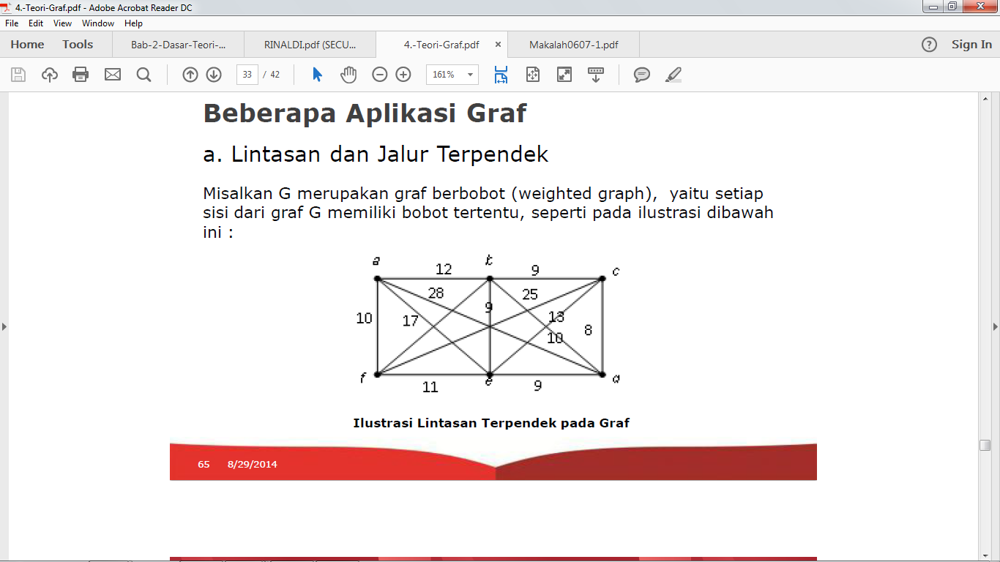 4.-Teori-Graf.pdf - Adobe Acrobat Reader DC
File Edit View Window Help
Home Tools Bab-2-Dasar-Teori-... RINALDI.pdf (SECU... 4.-Teori-Graf.pdf × Makalah0607-1.pdf ? Sign In
33 / 42 161%
Beberapa Aplikasi Graf
a. Lintasan dan Jalur Terpendek
Misalkan G merupakan graf berbobot (weighted graph), yaitu setiap
sisi dari graf G memiliki bobot tertentu, seperti pada ilustrasi dibawah
ini :
a 12 9 c
28 25
9
10 17 13 8
10
f e
11 9
Ilustrasi Lintasan Terpendek pada Graf
65 8/29/2014